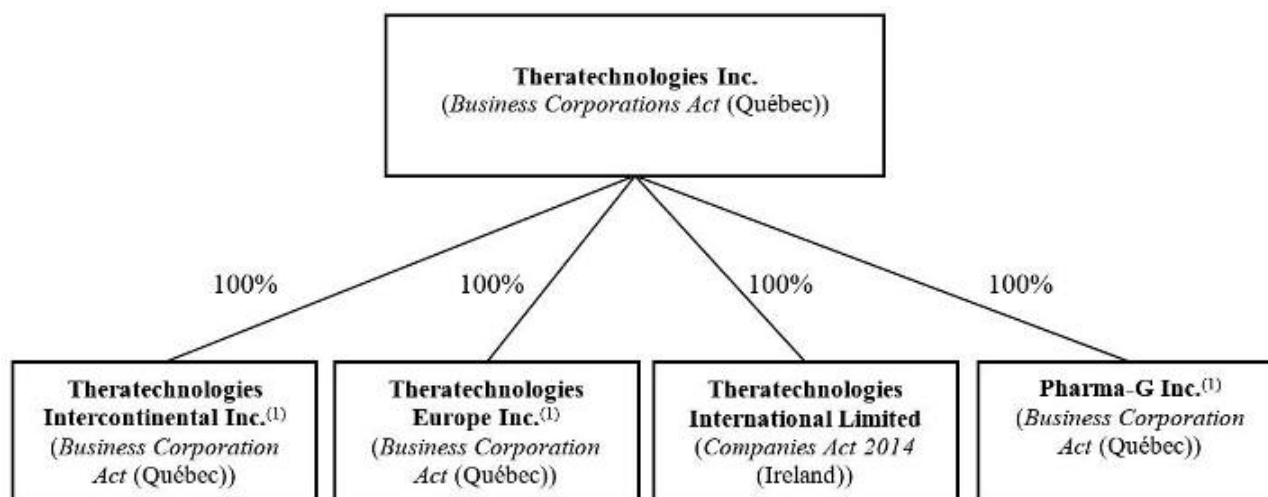 Theratechnologies Inc.
(Business Corporations Act (Québec))
100%
100%
100%
100%
Theratechnologies
Intercontinental Inc.(1)
(Business Corporation
Act (Québec))
Theratechnologies
Europe Inc.(1)
(Business Corporation
Act (Québec))
Theratechnologies
International Limited
(Companies Act 2014
(Ireland))
Pharma-G Inc.(1)
(Business Corporation
Act (Québec))